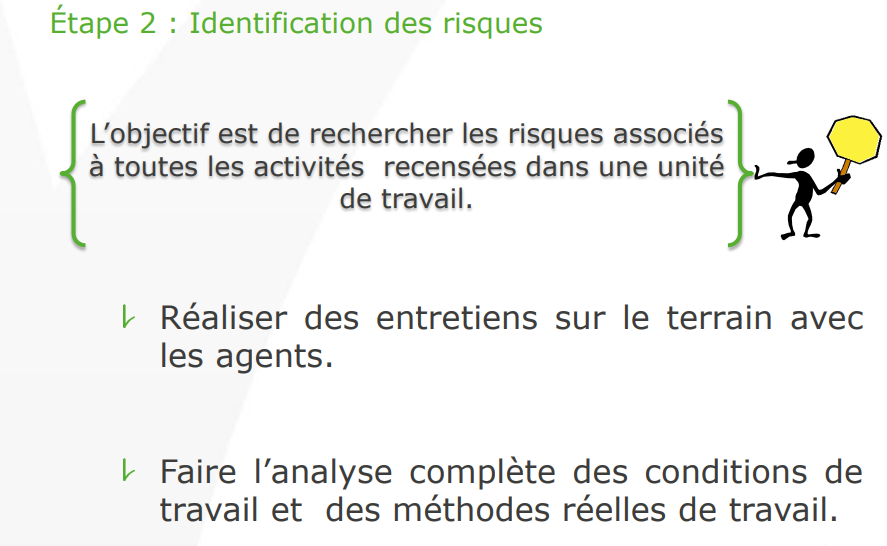 Étape 2 : Identification des risques
L’objectif est de rechercher les risques associés
à toutes les activités recensées dans une unité
de travail.
Réaliser des entretiens sur le terrain avec
les agents.
Faire l’analyse complète des conditions de
travail et des méthodes réelles de travail.